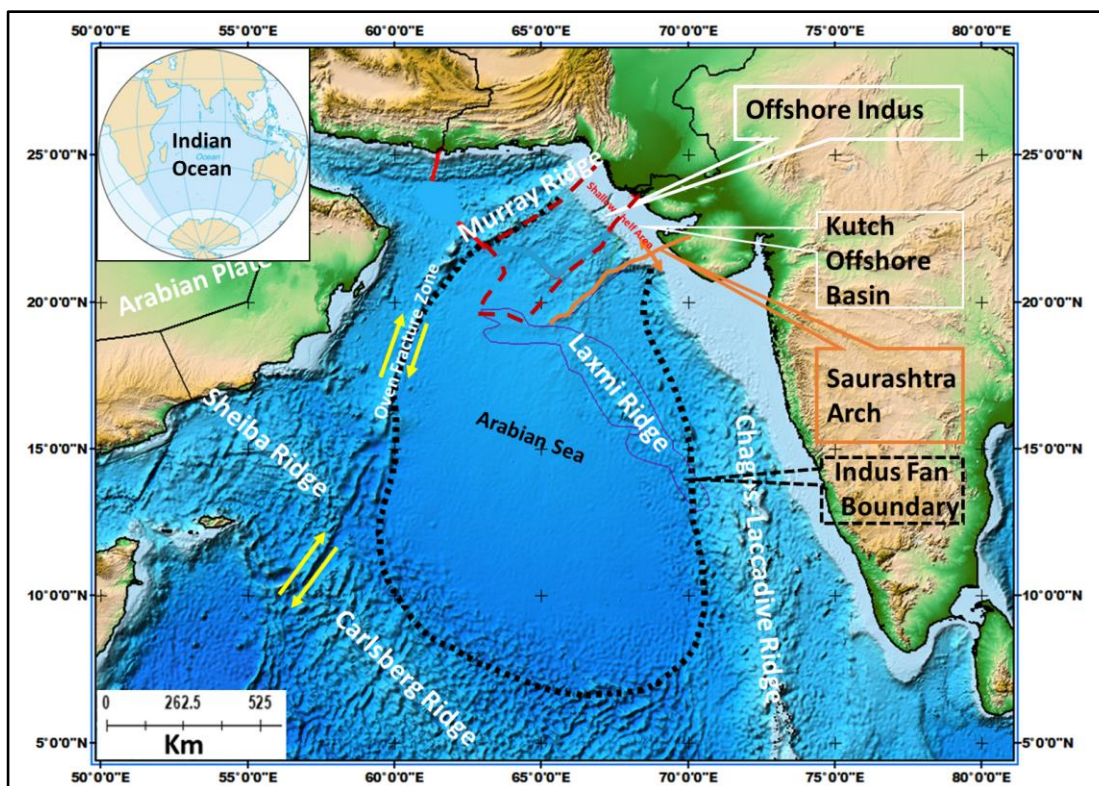 50°0'0"E 55°0'0"E 60°0'0"E 65°0'0"E 70°0'0"E 75°0'0"E 80°0'0"E
Indian
Ocean
Ocean
Offshore Indus
25°0'0"N
25°0'0"N
Murray Ridge
Shallow shelf Area
Kutch
Offshore
Basin
Arabian Plate
20°0'0"N
20°0'0"N
Oven Fracture Zone
Laxmi Ridge
Saurashtra
Arch
Sheiba Ridge
Arabian Sea
15°0'0"N
15°0'0"N
Chagos-Laccadive Ridge
Indus Fan
Boundary
10°0'0"N
10°0'0"N
Carlsberg Ridge
0 262.5 525
Km
5°0'0"N
5°0'0"N
50°0'0"E 55°0'0"E 60°0'0"E 65°0'0"E 70°0'0"E 75°0'0"E 80°0'0"E